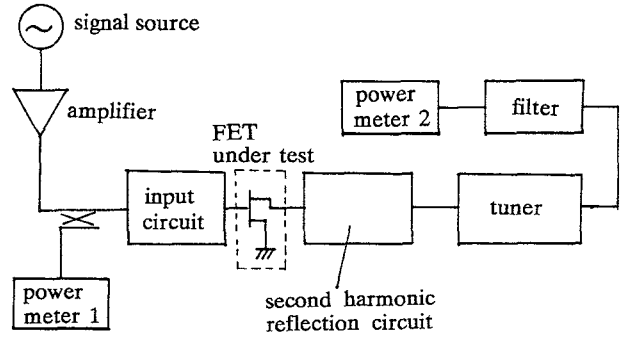 signal source
amplifier
FET
under test
input
circuit
power
meter 1
second harmonic
reflection circuit
tuner
filter
power
meter 2